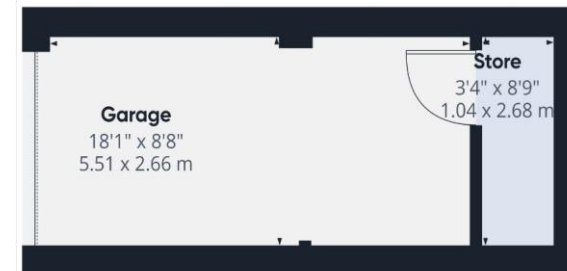 Garage
18'1" x 8'8"
5.51 x 2.66 m
Store
3'4" x 8'9"
1.04 x 2.68 m